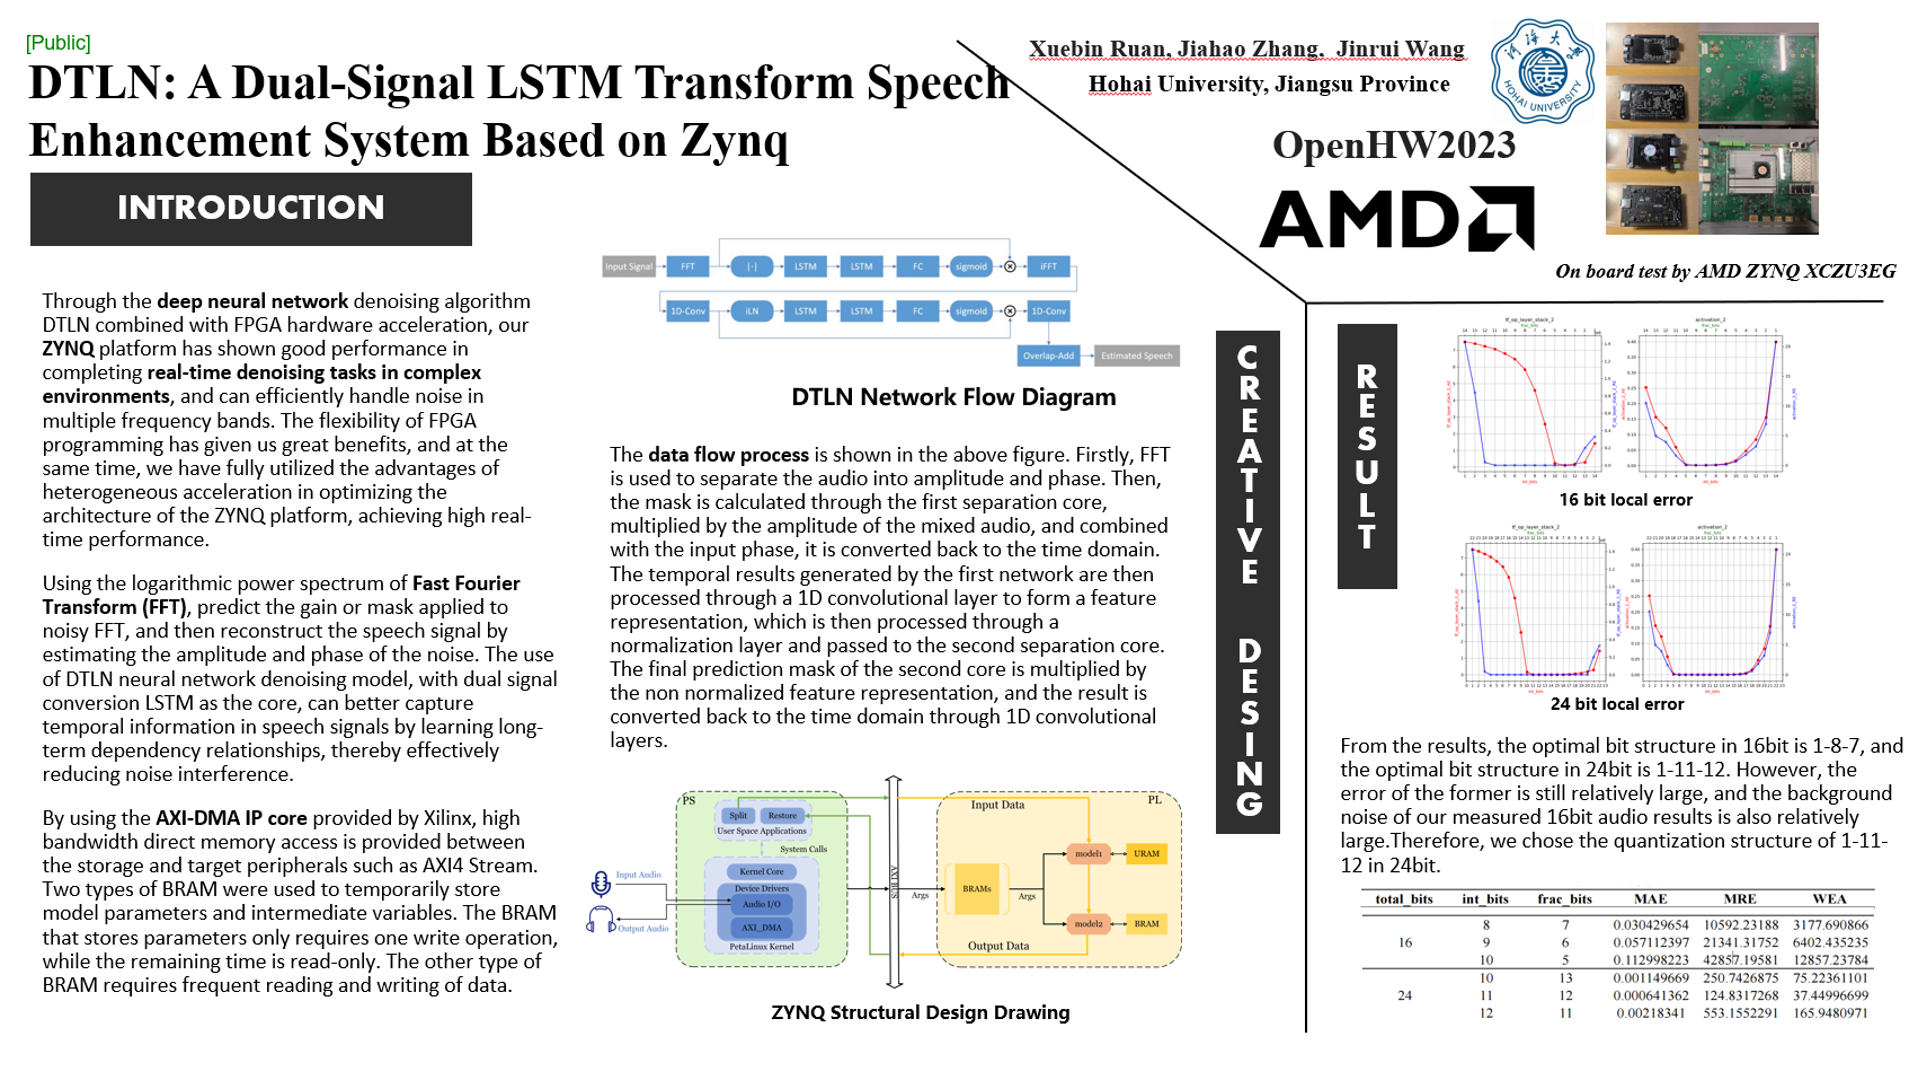 [Public]
DTLN: A Dual-Signal LSTM Transform Speech
Enhancement System Based on Zynq
Xuebin Ruan, Jiahao Zhang, Jinrui Wang
Hohai University, Jiangsu Province
OpenHW2023
AMD
河海大學
HOHAI UNIVERSITY
On board test by AMD ZYNQ XCZU3EG
INTRODUCTION
Through the deep neural network denoising algorithm
DTLN combined with FPGA hardware acceleration, our
ZYNQ platform has shown good performance in
completing real-time denoising tasks in complex
environments, and can efficiently handle noise in
multiple frequency bands. The flexibility of FPGA
programming has given us great benefits, and at the
same time, we have fully utilized the advantages of
heterogeneous acceleration in optimizing the
architecture of the ZYNQ platform, achieving high real-
time performance.
Using the logarithmic power spectrum of Fast Fourier
Transform (FFT), predict the gain or mask applied to
noisy FFT, and then reconstruct the speech signal by
estimating the amplitude and phase of the noise. The use
of DTLN neural network denoising model, with dual signal
conversion LSTM as the core, can better capture
temporal information in speech signals by learning long-
term dependency relationships, thereby effectively
reducing noise interference.
By using the AXI-DMA IP core provided by Xilinx, high
bandwidth direct memory access is provided between
the storage and target peripherals such as AXI4 Stream.
Two types of BRAM were used to temporarily store
model parameters and intermediate variables. The BRAM
that stores parameters only requires one write operation,
while the remaining time is read-only. The other type of
BRAM requires frequent reading and writing of data.
Input Signal FFT |·| LSTM LSTM FC sigmoid iFFT
1D-Conv iLN LSTM LSTM FC sigmoid 1D-Conv
Overlap-Add Estimated Speech
DTLN Network Flow Diagram
The data flow process is shown in the above figure. Firstly, FFT
is used to separate the audio into amplitude and phase. Then,
the mask is calculated through the first separation core,
multiplied by the amplitude of the mixed audio, and combined
with the input phase, it is converted back to the time domain.
The temporal results generated by the first network are then
processed through a 1D convolutional layer to form a feature
representation, which is then processed through a
normalization layer and passed to the second separation core.
The final prediction mask of the second core is multiplied by
the non normalized feature representation, and the result is
converted back to the time domain through 1D convolutional
layers.
PS
Split Restore
User Space Applications
System Calls
Kernel Core
Device Drivers
Audio I/O
AXI_DMA
PetaLinux Kernel
Input Audio
Output Audio
AXI BUS
PL
Input Data
Args
BRAMs
Args
model1 URAM
model2 BRAM
Output Data
ZYNQ Structural Design Drawing
CREATIVE DESING
RESULT
tf_op_layer_stack_2
frac_bits
int_bits
activation_2
frac_bits
int_bits
16 bit local error
tf_op_layer_stack_2
frac_bits
int_bits
activation_2
frac_bits
int_bits
24 bit local error
From the results, the optimal bit structure in 16bit is 1-8-7, and
the optimal bit structure in 24bit is 1-11-12. However, the
error of the former is still relatively large, and the background
noise of our measured 16bit audio results is also relatively
large.Therefore, we chose the quantization structure of 1-11-
12 in 24bit.
total_bits int_bits frac_bits MAE MRE WEA
8 7 0.030429654 10592.23188 3177.690866
16 9 6 0.057112397 21341.31752 6402.435235
10 5 0.112998223 42857.19581 12857.23784
10 13 0.001149669 250.7426875 75.22361101
24 11 12 0.000641362 124.8317268 37.44996699
12 11 0.00218341 553.1552291 165.9480971